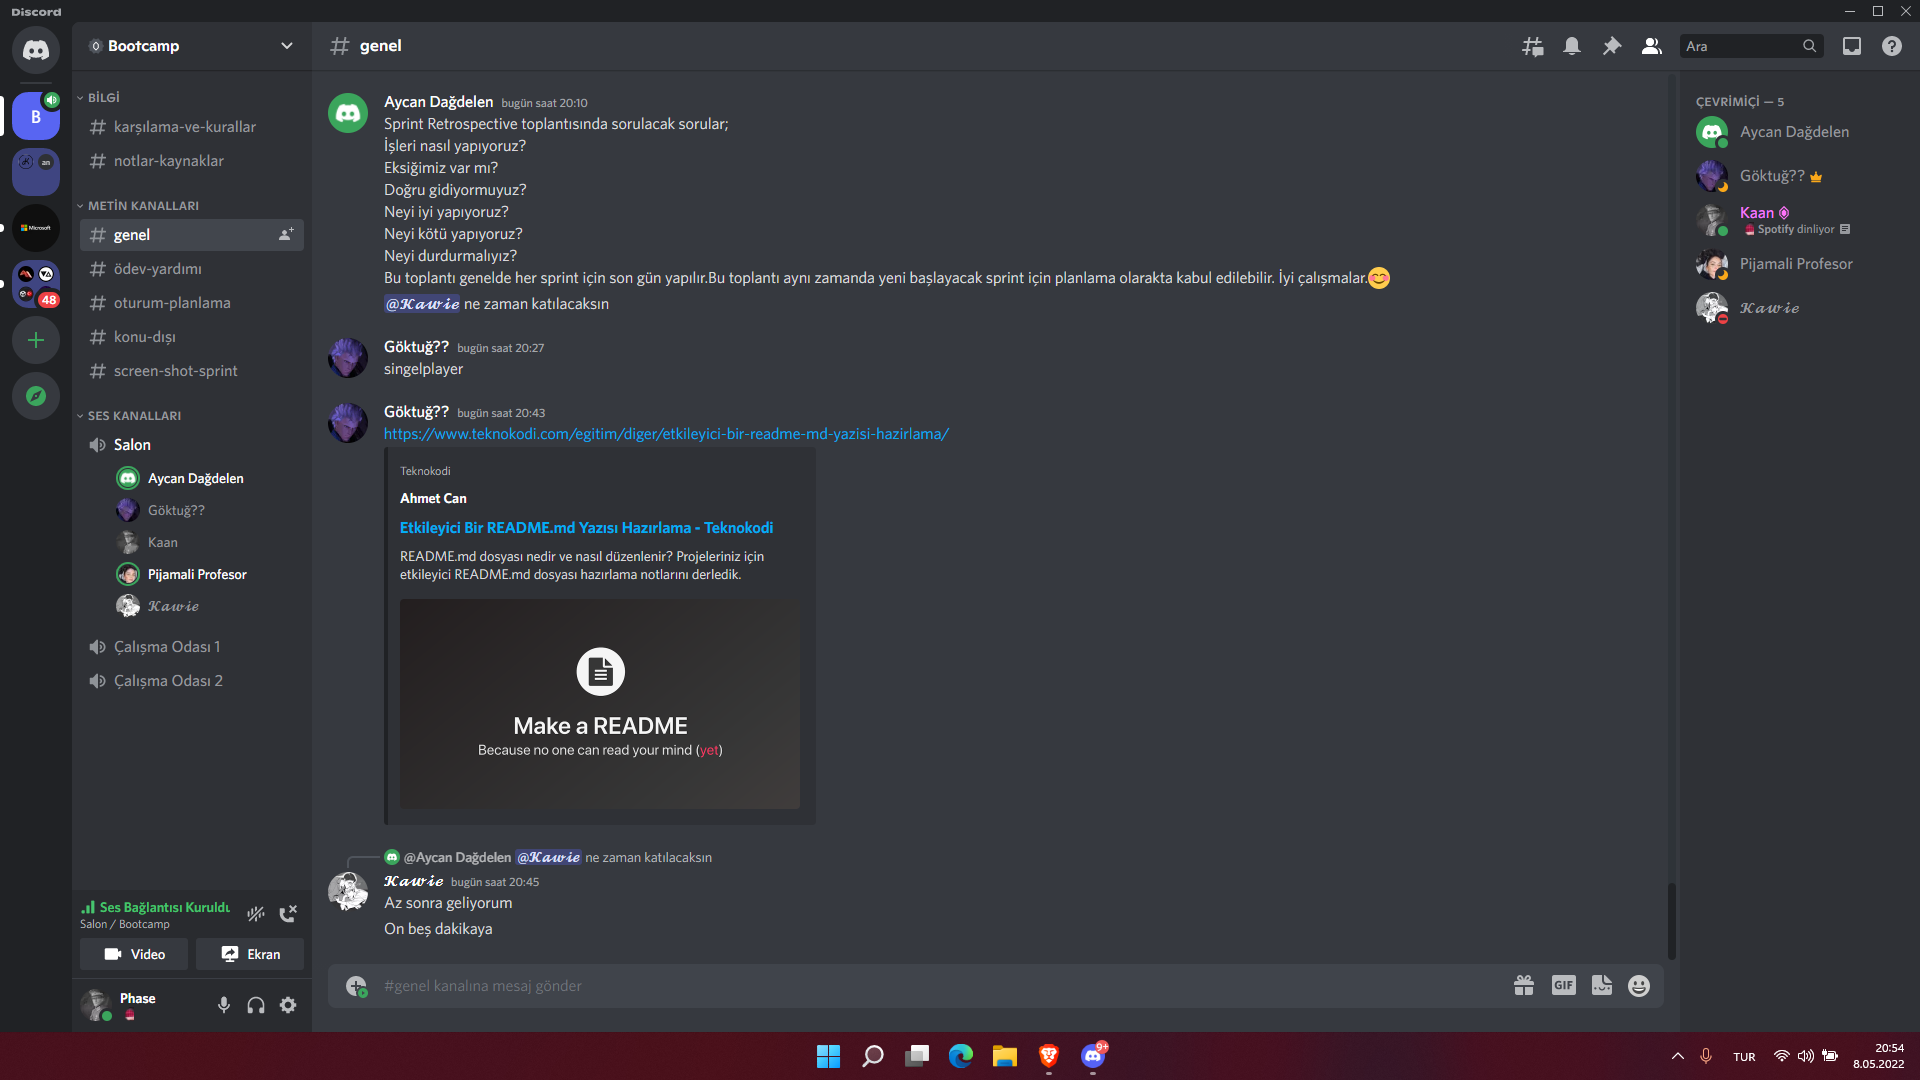 Discord
Bootcamp
BİLGİ
karşılama-ve-kurallar
notlar-kaynaklar
METİN KANALLARI
genel
ödev-yardımı
oturum-planlama
konu-dışı
screen-shot-sprint
SES KANALLARI
Salon
Aycan Dağdelen
Göktuğ??
Kaan
Pijamali Profesor
𝓚𝓪𝔀𝓲𝓮
Çalışma Odası 1
Çalışma Odası 2
B
an
Microsoft
48
Ses Bağlantısı Kuruldu
Salon / Bootcamp
Video
Ekran
Phase
genel
Ara
Aycan Dağdelen bugün saat 20:10
Sprint Retrospective toplantısında sorulacak sorular;
İşleri nasıl yapıyoruz?
Eksiğimiz var mı?
Doğru gidiyormuyuz?
Neyi iyi yapıyoruz?
Neyi kötü yapıyoruz?
Neyi durdurmalıyız?
Bu toplantı genelde her sprint için son gün yapılır.Bu toplantı aynı zamanda yeni başlayacak sprint için planlama olarakta kabul edilebilir. İyi çalışmalar.😊
@𝓚𝓪𝔀𝓲𝓮 ne zaman katılacaksın
Göktuğ?? bugün saat 20:27
singelplayer
Göktuğ?? bugün saat 20:43
https://www.teknokodi.com/egitim/diger/etkileyici-bir-readme-md-yazisi-hazirlama/
Teknokodi
Ahmet Can
Etkileyici Bir README.md Yazısı Hazırlama - Teknokodi
README.md dosyası nedir ve nasıl düzenlenir? Projeleriniz için
etkileyici README.md dosyası hazırlama notlarını derledik.
Make a README
Because no one can read your mind (yet)
@Aycan Dağdelen @𝓚𝓪𝔀𝓲𝓮 ne zaman katılacaksın
𝓚𝓪𝔀𝓲𝓮 bugün saat 20:45
Az sonra geliyorum
On beş dakikaya
#genel kanalına mesaj gönder
GIF
ÇEVRİMİÇİ — 5
Aycan Dağdelen
Göktuğ??
Kaan
Spotify dinliyor
Pijamali Profesor
𝓚𝓪𝔀𝓲𝓮
9+
TUR
20:54
8.05.2022